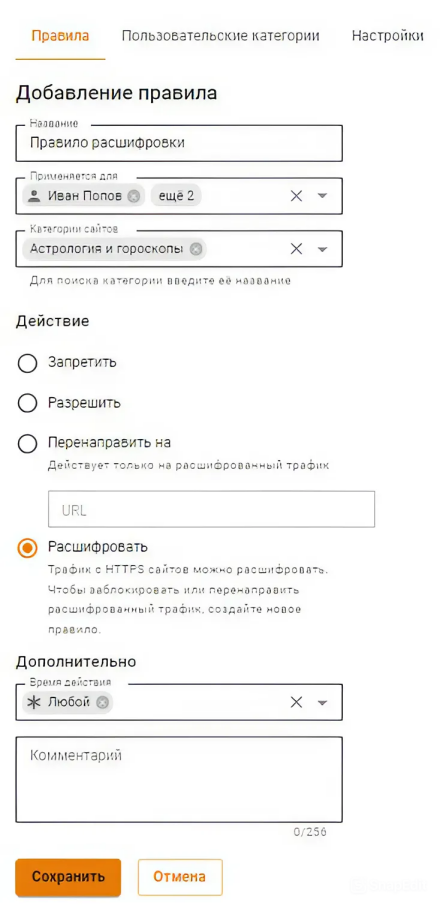 Правила Пользовательские категории Настройки
Добавление правила
Название
Правило расшифровки
Применяется для
Иван Попов ещё 2
Категории сайтов
Астрология и гороскопы
Для поиска категории введите её название
Действие
Запретить
Разрешить
Перенаправить на
Действует только на расшифрованный трафик
URL
Расшифровать
Трафик с HTTPS сайтов можно расшифровать.
Чтобы заблокировать или перенаправить
расшифрованный трафик, создайте новое
правило.
Дополнительно
Время действия
Любой
Комментарий
0/256
Сохранить Отмена